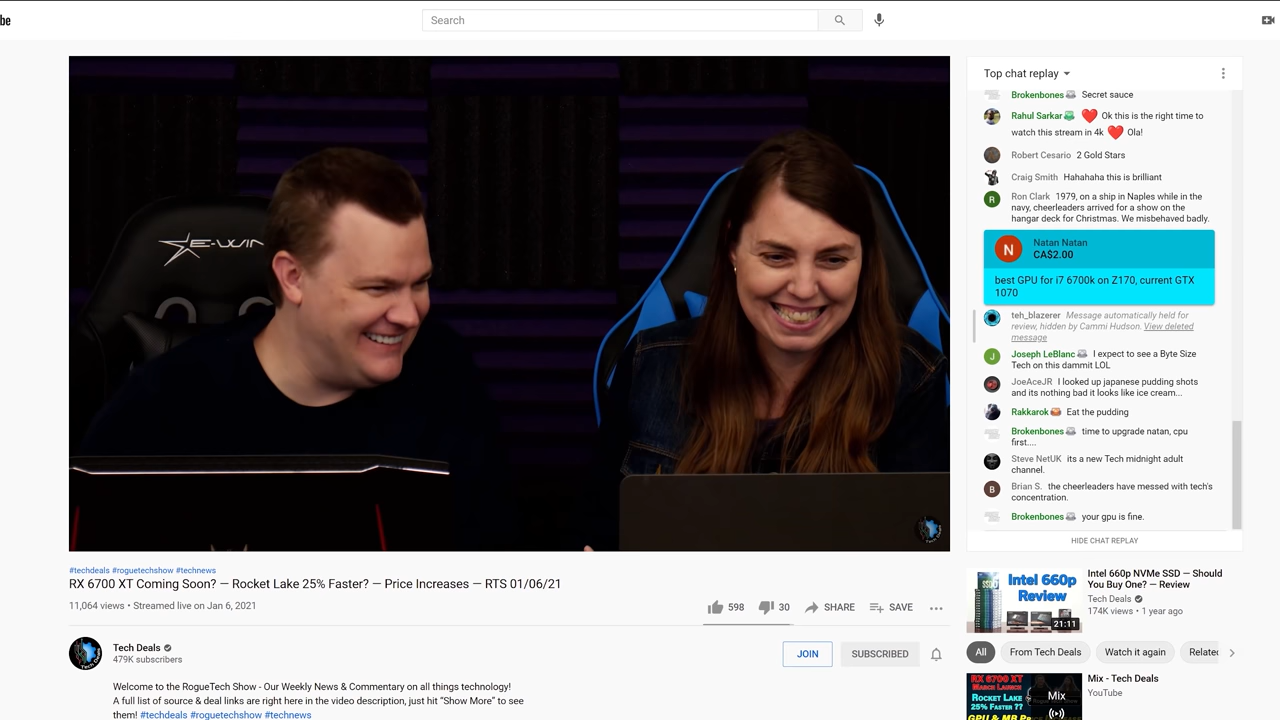 be
Search
E-WIN
Top chat replay
Brokenbones Secret sauce
Rahul Sarkar Ok this is the right time to
watch this stream in 4k Ola!
Robert Cesario 2 Gold Stars
Craig Smith Hahahaha this is brilliant
R Ron Clark 1979, on a ship in Naples while in the
navy, cheerleaders arrived for a show on the
hangar deck for Christmas. We misbehaved badly.
N Natan Natan
CA$2.00
best GPU for i7 6700k on Z170, current GTX
1070
teh_blazerer Message automatically held for
review, hidden by Cammi Hudson. View deleted
message
J Joseph LeBlanc I expect to see a Byte Size
Tech on this dammit LOL
JoeAceJR I looked up japanese pudding shots
and its nothing bad it looks like ice cream...
Rakkarok Eat the pudding
Brokenbones time to upgrade natan, cpu
first....
Steve NetUK its a new Tech midnight adult
channel.
B Brian S. the cheerleaders have messed with tech's
concentration.
Brokenbones your gpu is fine.
HIDE CHAT REPLAY
#techdeals #roguetechshow #technews
RX 6700 XT Coming Soon? — Rocket Lake 25% Faster? — Price Increases — RTS 01/06/21
11,064 views • Streamed live on Jan 6, 2021
598 30 SHARE SAVE
Tech Deals
479K subscribers
JOIN SUBSCRIBED
Welcome to the RogueTech Show - Our Weekly News & Commentary on all things technology!
A full list of source & deal links are right here in the video description, just hit "Show More" to see
them! #techdeals #roguetechshow #technews
Intel 660p
Review
21:11
Intel 660p NVMe SSD — Should
You Buy One? — Review
Tech Deals
174K views • 1 year ago
All From Tech Deals Watch it again Related
RX 6700 XT
March Launch
Rocket Lake
25% Faster ??
GPU & MB
Mix
Mix - Tech Deals
YouTube